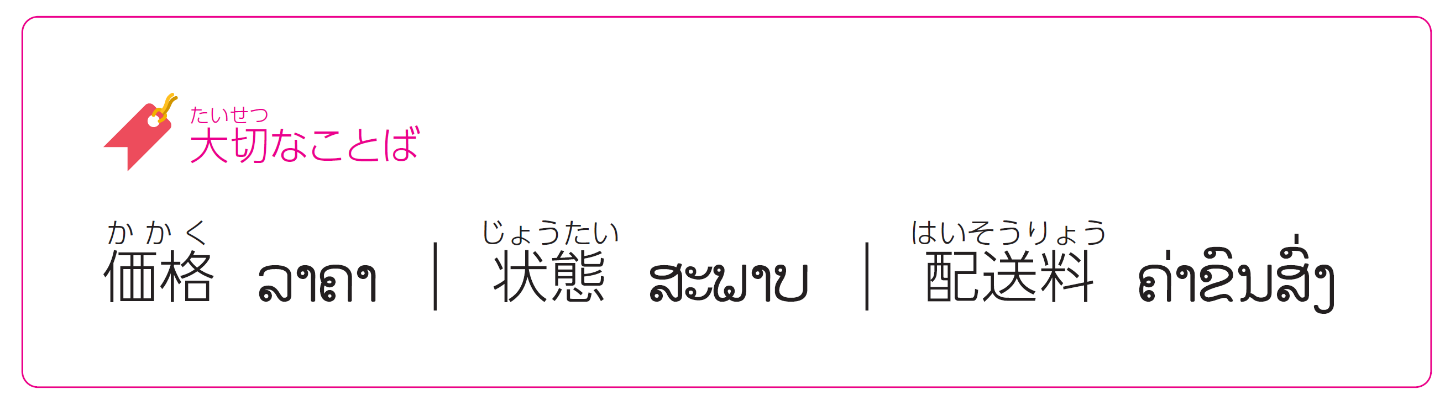 たいせつ
大切なことば
かかく じょうたい はいそうりょう
価格 ລາຄາ | 状態 ສະພາບ | 配送料 ຄ່າຂົນສົ່ງ